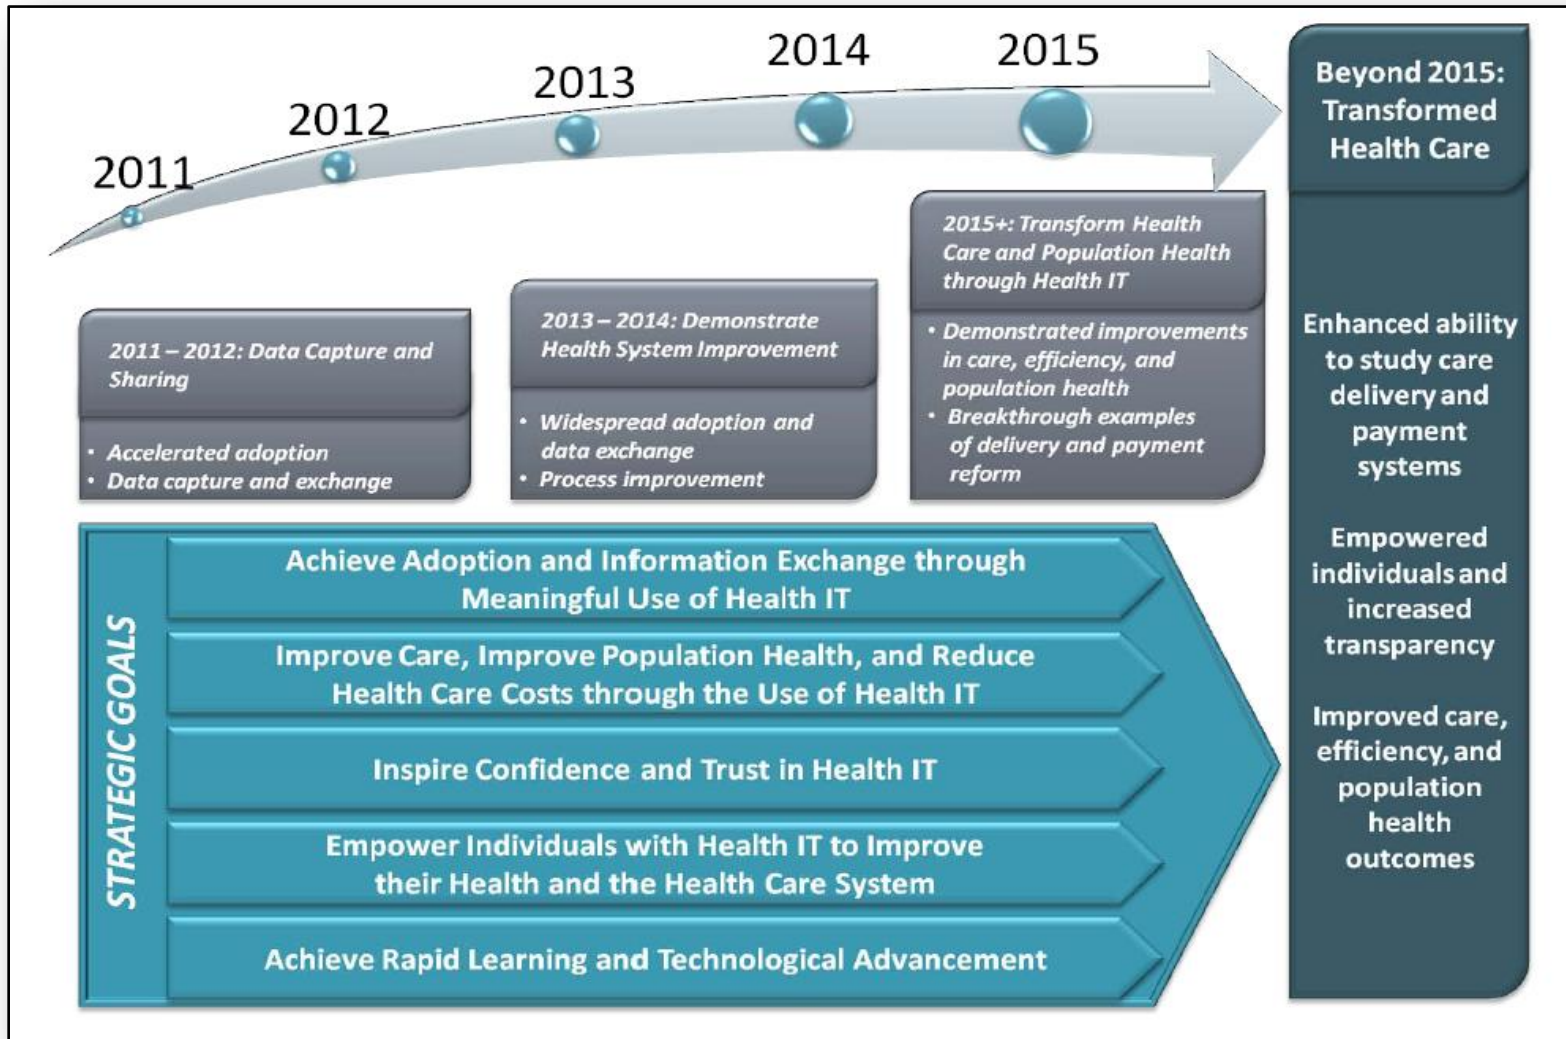 2011
2012
2013
2014
2015
Beyond 2015:
Transformed
Health Care
2011 – 2012: Data Capture and
Sharing
• Accelerated adoption
• Data capture and exchange
2013 – 2014: Demonstrate
Health System Improvement
• Widespread adoption and
data exchange
• Process improvement
2015+: Transform Health
Care and Population Health
through Health IT
• Demonstrated improvements
in care, efficiency, and
population health
• Breakthrough examples
of delivery and payment
reform
STRATEGIC GOALS
Achieve Adoption and Information Exchange through
Meaningful Use of Health IT
Improve Care, Improve Population Health, and Reduce
Health Care Costs through the Use of Health IT
Inspire Confidence and Trust in Health IT
Empower Individuals with Health IT to Improve
their Health and the Health Care System
Achieve Rapid Learning and Technological Advancement
Enhanced ability
to study care
delivery and
payment
systems
Empowered
individuals and
increased
transparency
Improved care,
efficiency, and
population
health
outcomes